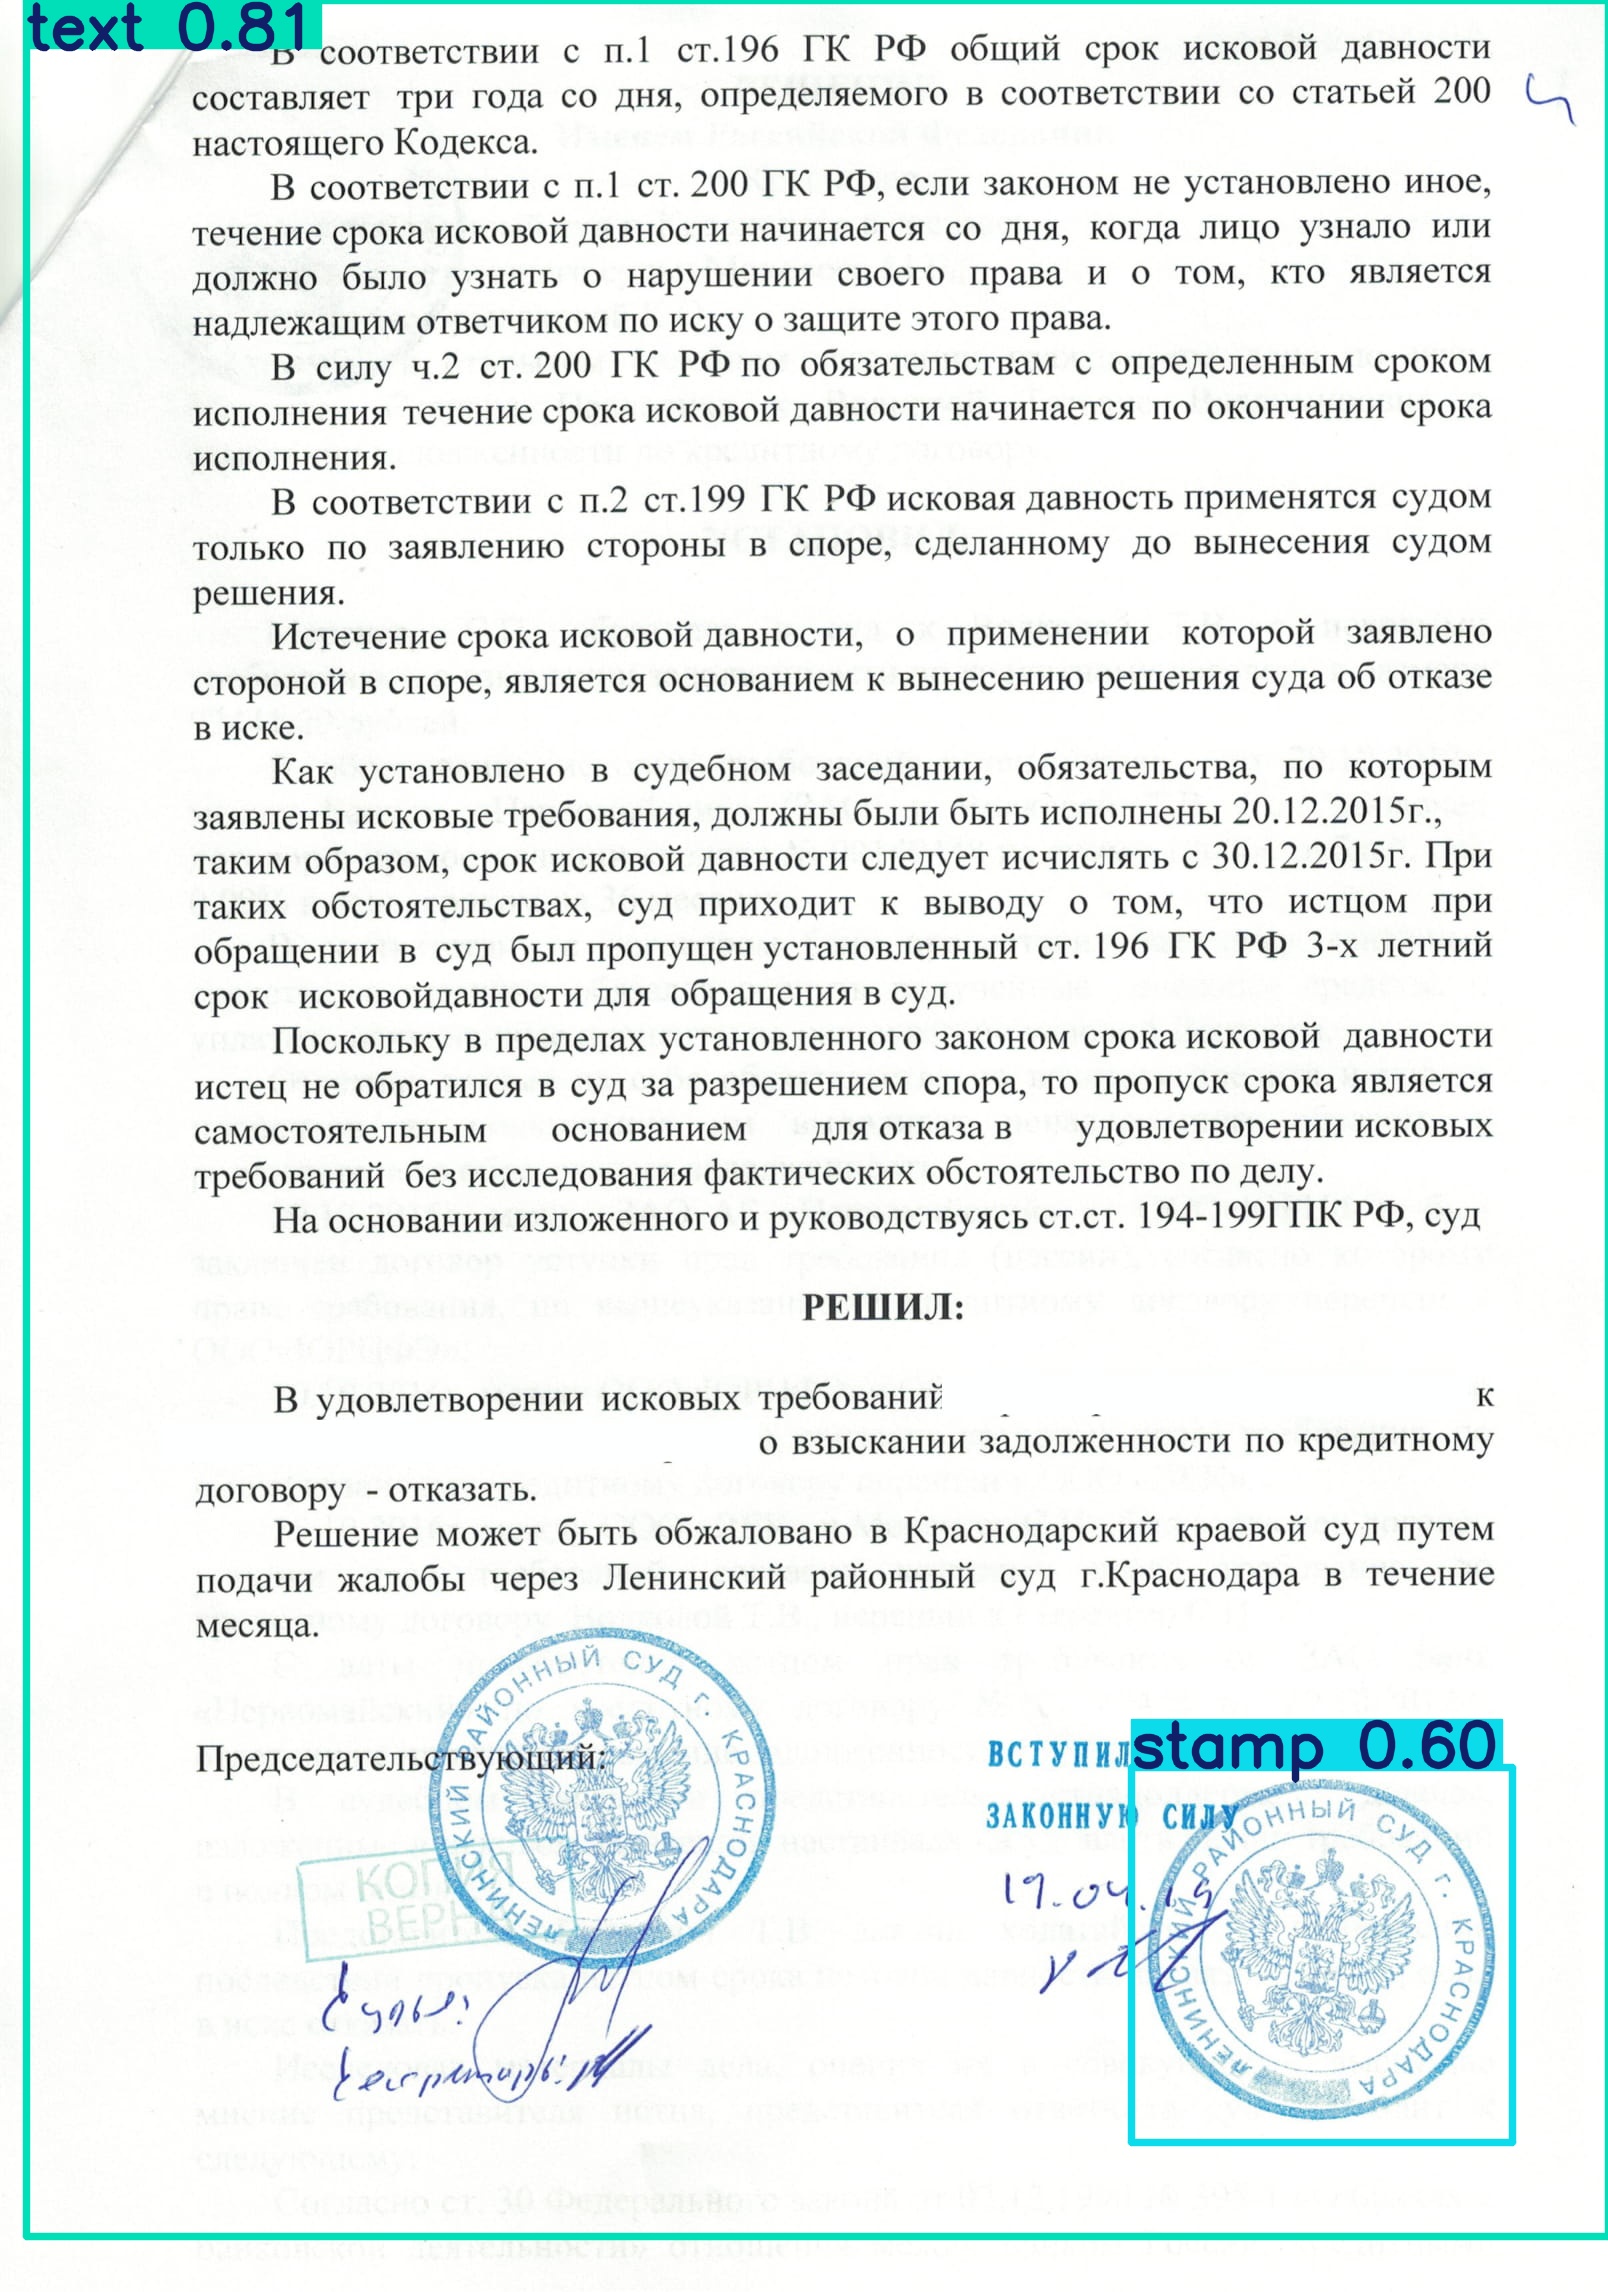 text 0.81
В соответствии с п.1 ст.196 ГК РФ общий срок исковой давности
составляет три года со дня, определяемого в соответствии со статьей 200
настоящего Кодекса.
В соответствии с п.1 ст. 200 ГК РФ, если законом не установлено иное,
течение срока исковой давности начинается со дня, когда лицо узнало или
должно было узнать о нарушении своего права и о том, кто является
надлежащим ответчиком по иску о защите этого права.
В силу ч.2 ст. 200 ГК РФ по обязательствам с определенным сроком
исполнения течение срока исковой давности начинается по окончании срока
исполнения.
В соответствии с п.2 ст.199 ГК РФ исковая давность применятся судом
только по заявлению стороны в споре, сделанному до вынесения судом
решения.
Истечение срока исковой давности, о применении которой заявлено
стороной в споре, является основанием к вынесению решения суда об отказе
в иске.
Как установлено в судебном заседании, обязательства, по которым
заявлены исковые требования, должны были быть исполнены 20.12.2015г.,
таким образом, срок исковой давности следует исчислять с 30.12.2015г. При
таких обстоятельствах, суд приходит к выводу о том, что истцом при
обращении в суд был пропущен установленный ст. 196 ГК РФ 3-х летний
срок исковойдавности для обращения в суд.
Поскольку в пределах установленного законом срока исковой давности
истец не обратился в суд за разрешением спора, то пропуск срока является
самостоятельным основанием для отказа в удовлетворении исковых
требований без исследования фактических обстоятельство по делу.
На основании изложенного и руководствуясь ст.ст. 194-199ГПК РФ, суд
РЕШИЛ:
В удовлетворении исковых требований к
о взыскании задолженности по кредитному
договору - отказать.
Решение может быть обжаловано в Краснодарский краевой суд путем
подачи жалобы через Ленинский районный суд г.Краснодара в течение
месяца.
Председательствующий:
ЛЕНИНСКИЙ РАЙОННЫЙ СУД Г. КРАСНОДАРА
КОПИЯ
ВЕРНА
Судья:
Секретарь:
ВСТУПИЛ
ЗАКОННУЮ СИЛУ
19.04.19
stamp 0.60
ЛЕНИНСКИЙ РАЙОННЫЙ СУД Г. КРАСНОДАРА